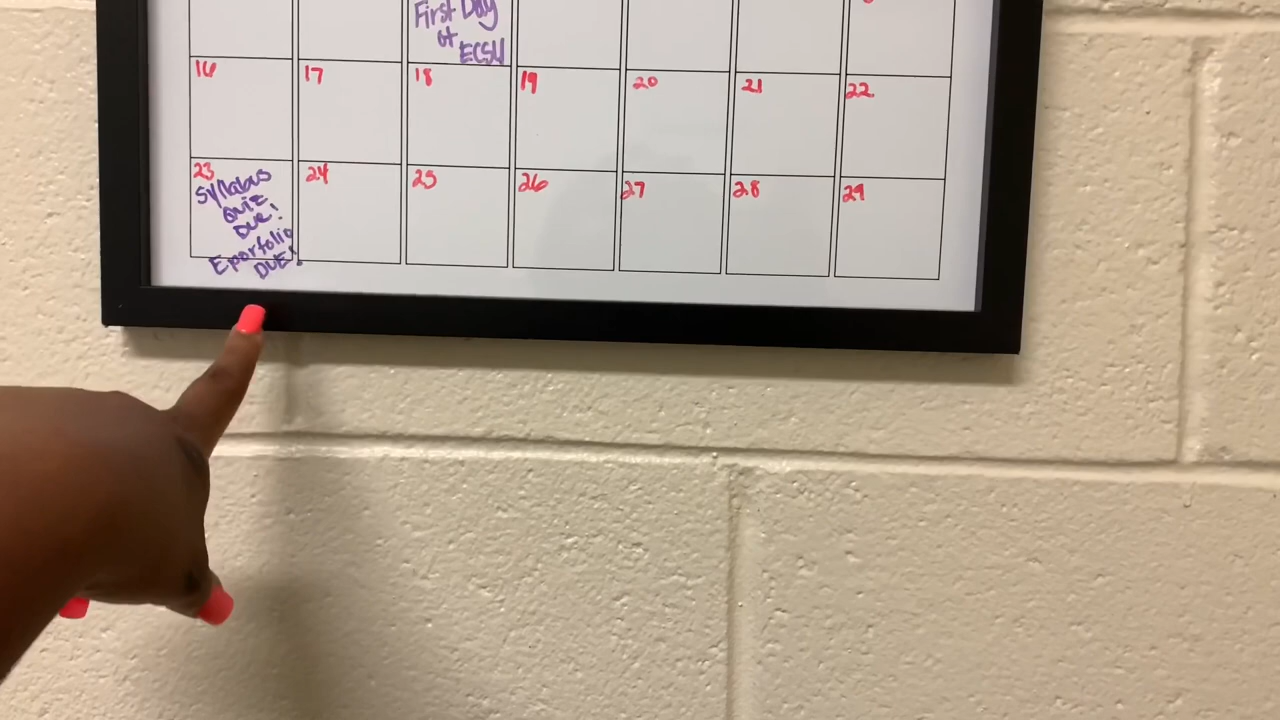 First Day
at
ECSU
16 17 18 19 20 21 22
23 24 25 26 27 28 29
Syllabus
Quiz
Due!
Eporfolio
DUE!